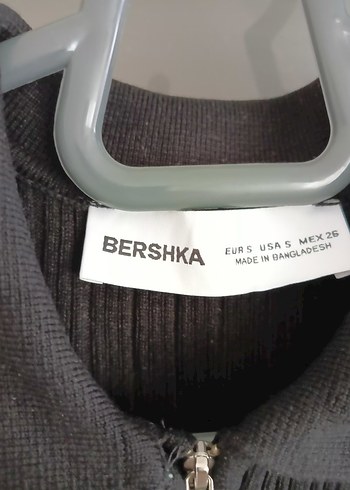 BERSHKA
EUR S USA S MEX 26
MADE IN BANGLADESH